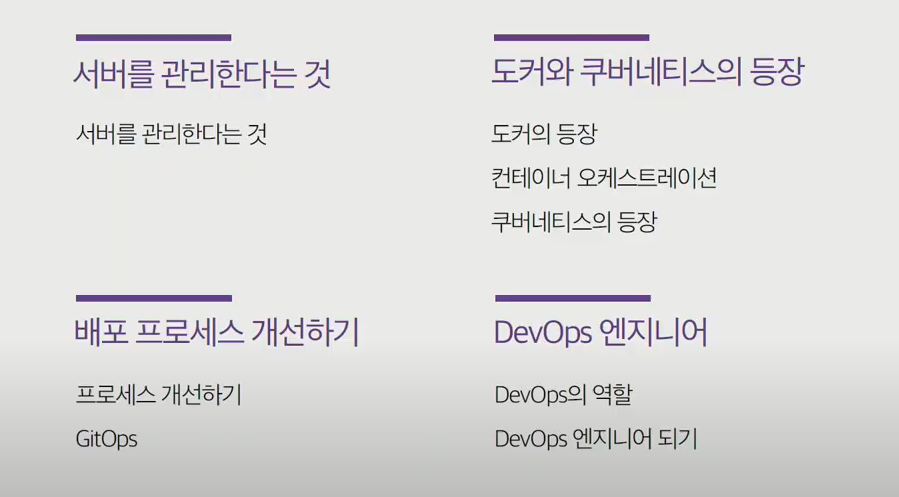 서버를 관리한다는 것
서버를 관리한다는 것
도커와 쿠버네티스의 등장
도커의 등장
컨테이너 오케스트레이션
쿠버네티스의 등장
배포 프로세스 개선하기
프로세스 개선하기
GitOps
DevOps 엔지니어
DevOps의 역할
DevOps 엔지니어 되기